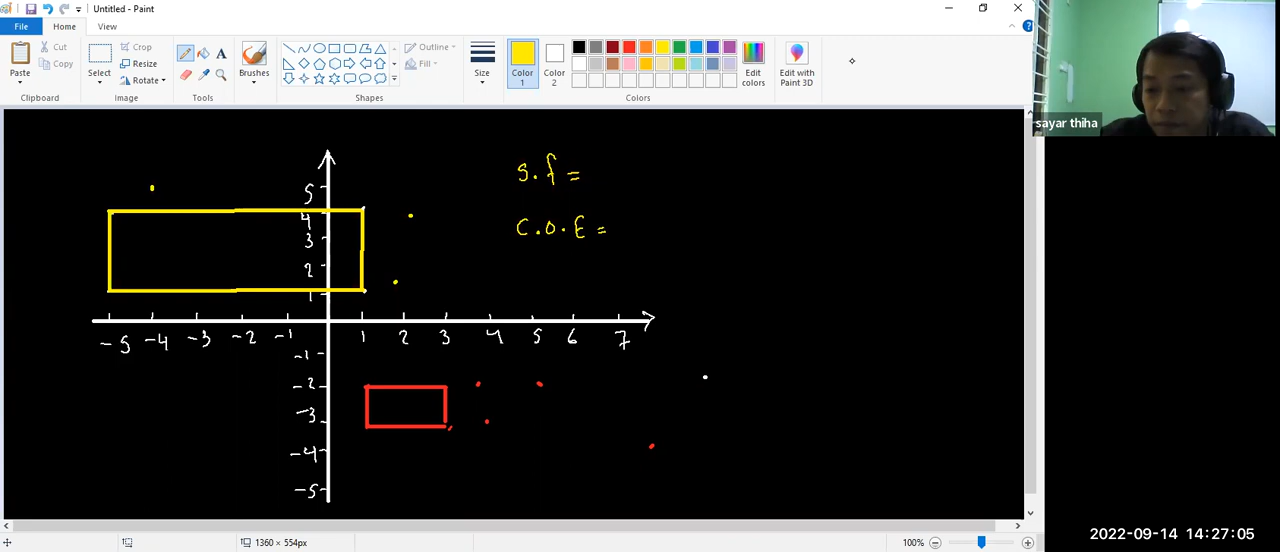 Untitled - Paint
File Home View
Cut
Copy
Paste
Clipboard
Crop
Resize
Rotate
Select
Image
Tools
Brushes
Outline
Fill
Shapes
Size
Color 1
Color 2
Edit colors
Edit with Paint 3D
Colors
sayar thiha
s.f =
C.O.E =
5
4
3
2
1
-5 -4 -3 -2 -1 1 2 3 4 5 6 7
-1
-2
-3
-4
-5
1360 × 554px
100%
2022-09-14 14:27:05